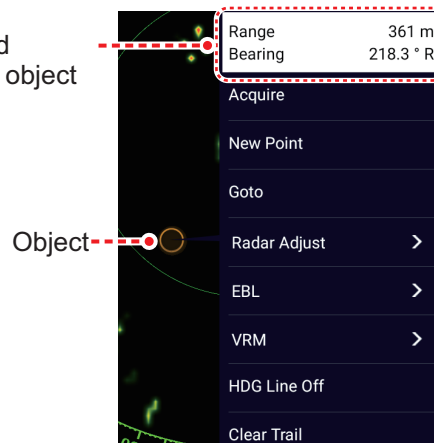 Range 361 m
Bearing 218.3 ° R
object
Acquire
New Point
Goto
Object
Radar Adjust
EBL
VRM
HDG Line Off
Clear Trail